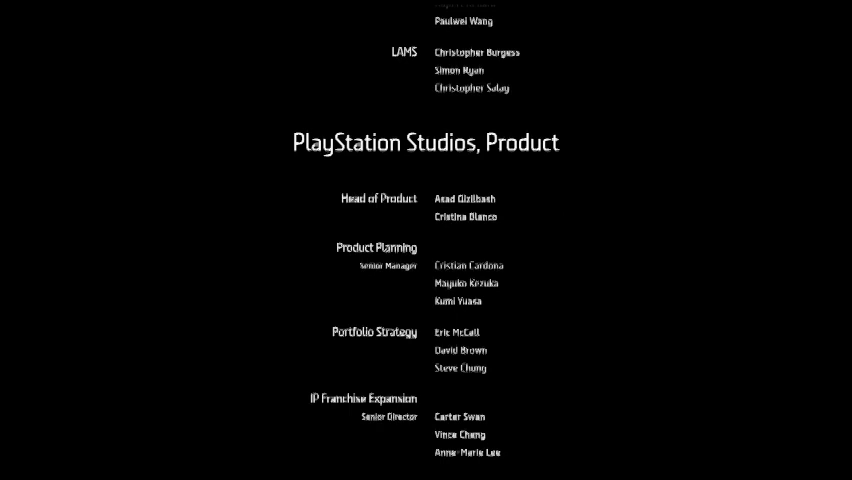 Paulwei Wang
LAMS Christopher Burgess
Simon Ryan
Christopher Salay
PlayStation Studios, Product
Head of Product Asad Qizilbash
Cristina Blanco
Product Planning
Senior Manager Cristian Cardona
Mayuko Kezuka
Kumi Yuasa
Portfolio Strategy Eric McCall
David Brown
Steve Chung
IP Franchise Expansion
Senior Director Carter Swan
Vince Cheng
Anne-Marie Lee